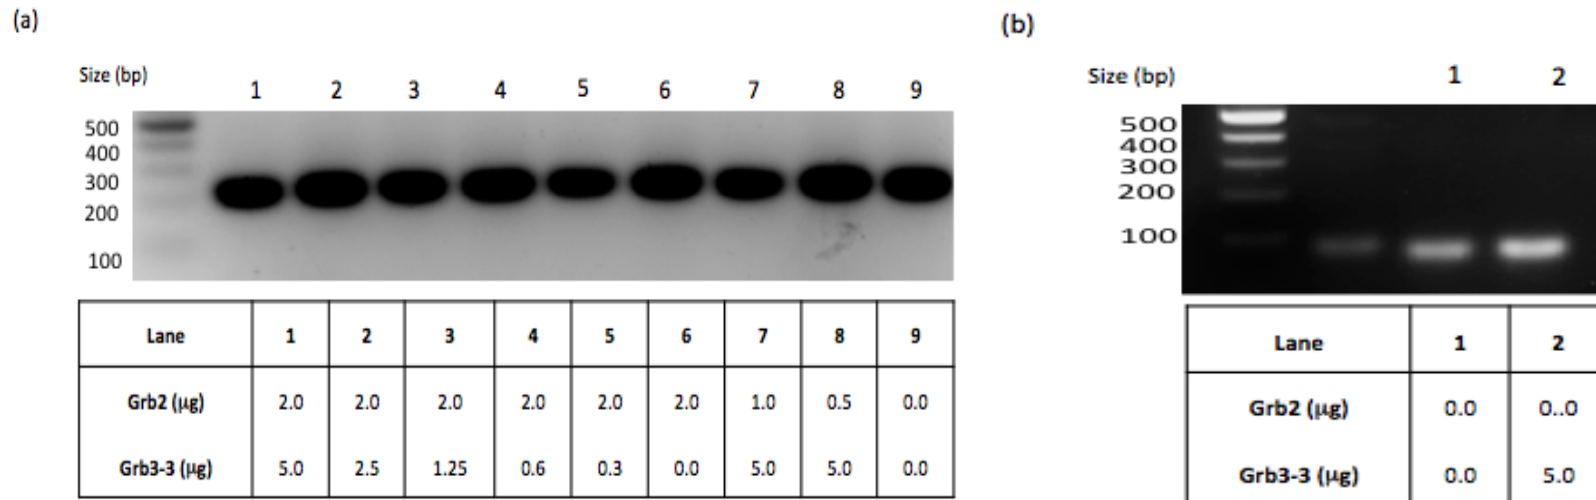 (a)
Size (bp) 1 2 3 4 5 6 7 8 9
500
400
300
200
100
Lane 1 2 3 4 5 6 7 8 9
Grb2 (μg) 2.0 2.0 2.0 2.0 2.0 2.0 1.0 0.5 0.0
Grb3-3 (μg) 5.0 2.5 1.25 0.6 0.3 0.0 5.0 5.0 0.0
(b)
Size (bp) 1 2
500
400
300
200
100
Lane 1 2
Grb2 (μg) 0.0 0..0
Grb3-3 (μg) 0.0 5.0